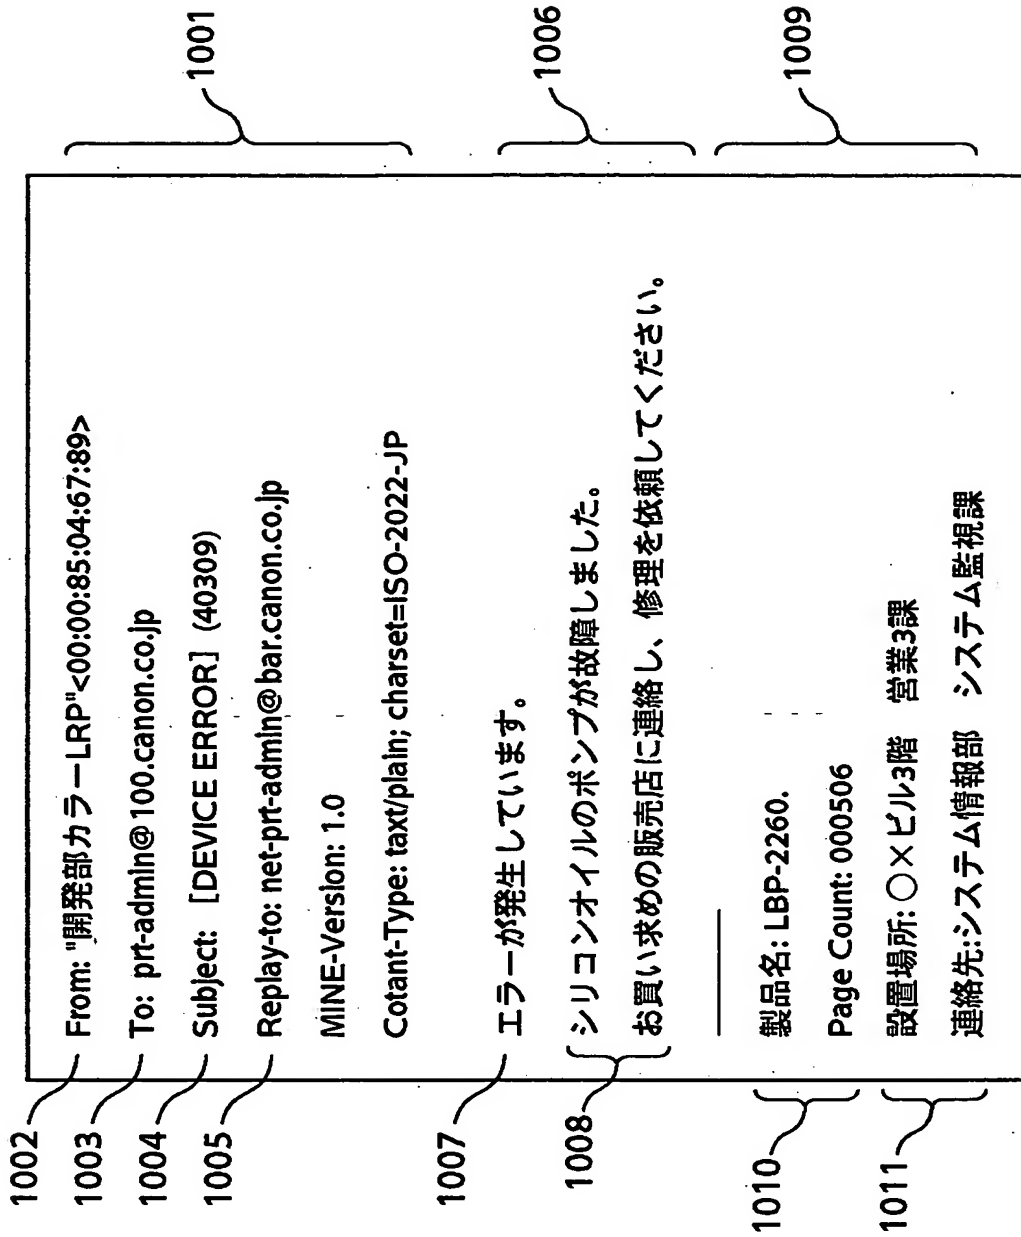 1002 From: "開発部カラーLRP"<00:00:85:04:67:89>
1003 To: prt-admln@100.canon.co.jp
1004 Subject: [DEVICE ERROR] (40309)
1005 Replay-to: net-prt-admln@bar.canon.co.jp
MINE-Version: 1.0
Cotant-Type: taxt/plaln; charset=ISO-2022-JP
1001
1007 エラーが発生しています。
1008 シリコンオイルのポンプが故障しました。
お買い求めの販売店に連絡し、修理を依頼してください。
1006
1010 製品名: LBP-2260.
Page Count: 000506
1011 設置場所:○×ビル3階 営業3課
連絡先:システム情報部 システム監視課
1009